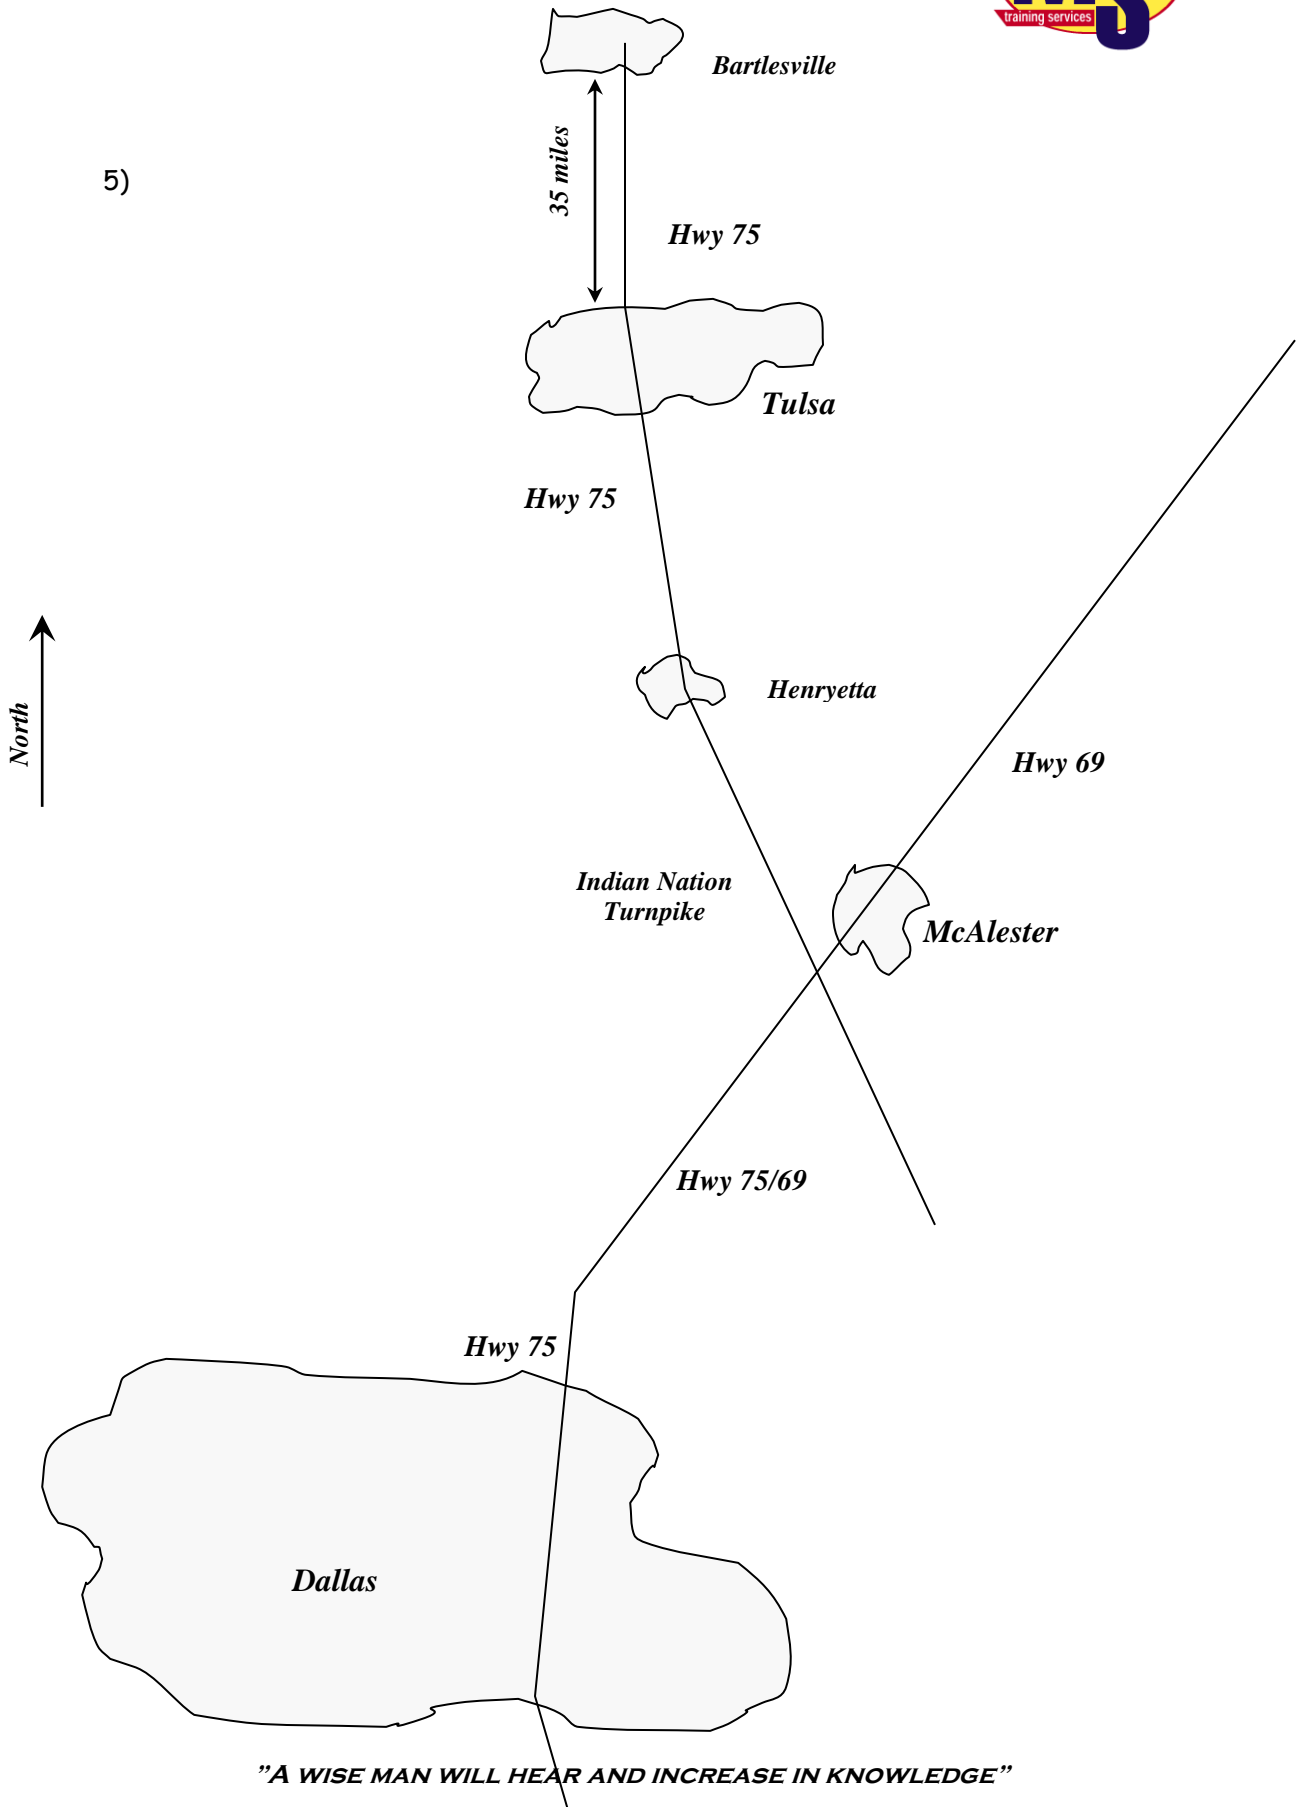 training services
Bartlesville
35 miles
5)
Hwy 75
Tulsa
Hwy 75
Henryetta
North
Hwy 69
Indian Nation
Turnpike
McAlester
Hwy 75/69
Hwy 75
Dallas
”A WISE MAN WILL HEAR AND INCREASE IN KNOWLEDGE”